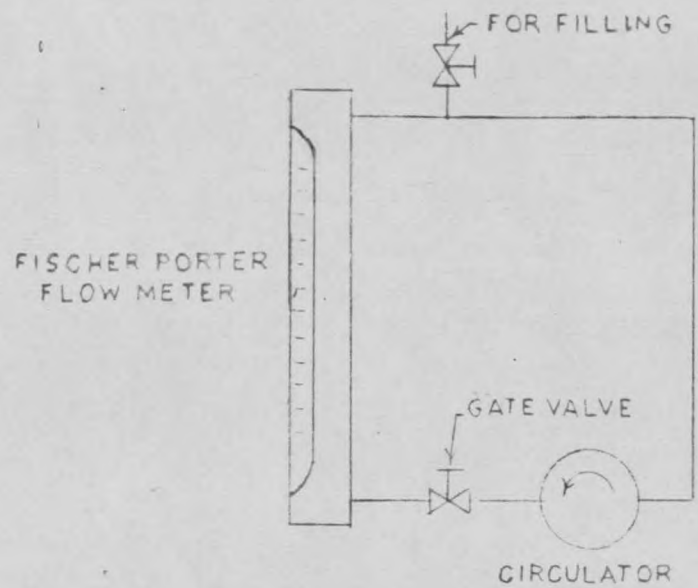 FOR FILLING
FISCHER PORTER
FLOW METER
GATE VALVE
CIRCULATOR